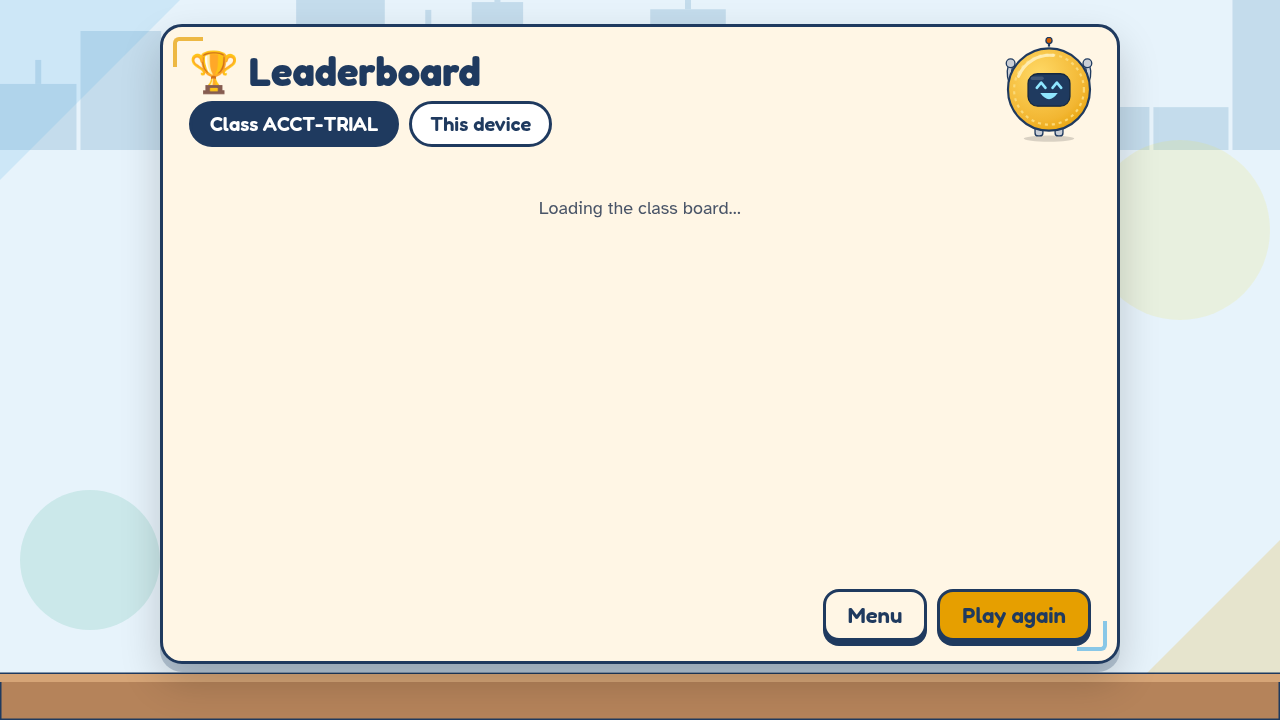 Leaderboard
Class ACCT-TRIAL
This device
Loading the class board...
Menu
Play again